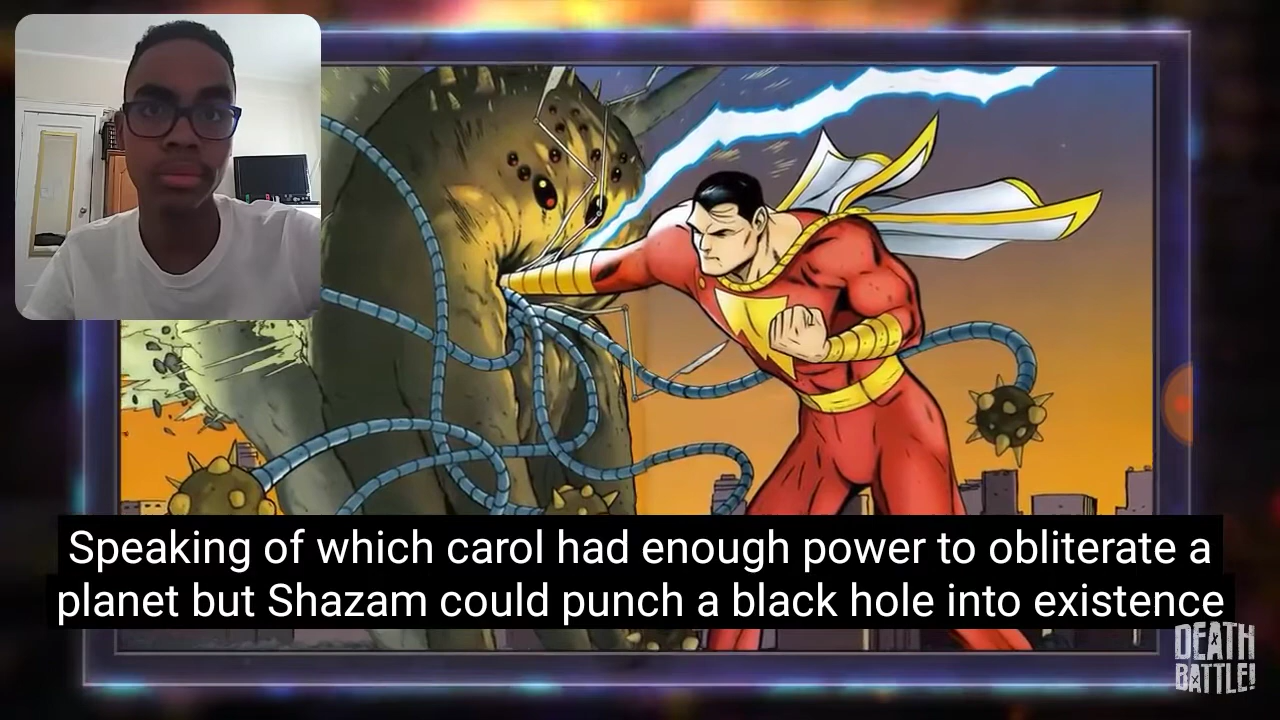 Speaking of which carol had enough power to obliterate a
planet but Shazam could punch a black hole into existence
DEATH
BATTLE!